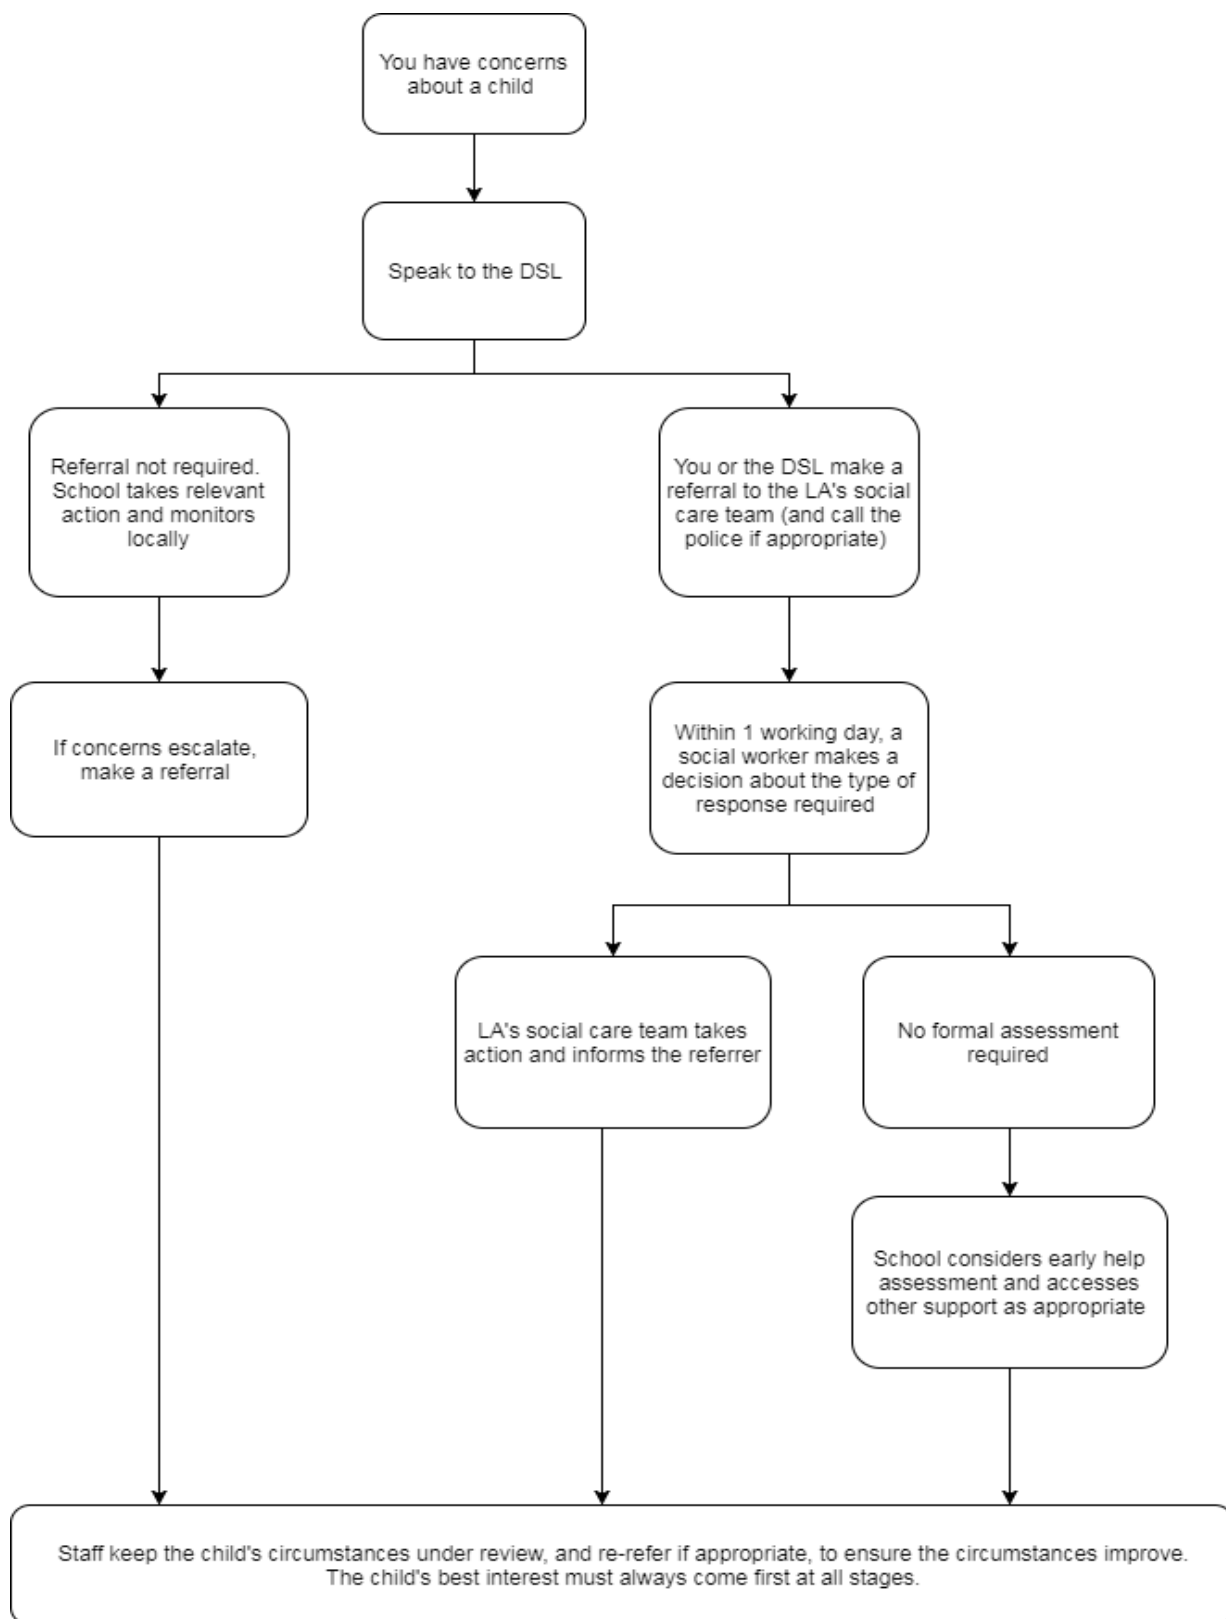 You have concerns
about a child
Speak to the DSL
Referral not required.
School takes relevant
action and monitors
locally
You or the DSL make a
referral to the LA's social
care team (and call the
police if appropriate)
If concerns escalate,
make a referral
Within 1 working day, a
social worker makes a
decision about the type of
response required
LA's social care team takes
action and informs the referrer
No formal assessment
required
School considers early help
assessment and accesses
other support as appropriate
Staff keep the child's circumstances under review, and re-refer if appropriate, to ensure the circumstances improve.
The child's best interest must always come first at all stages.